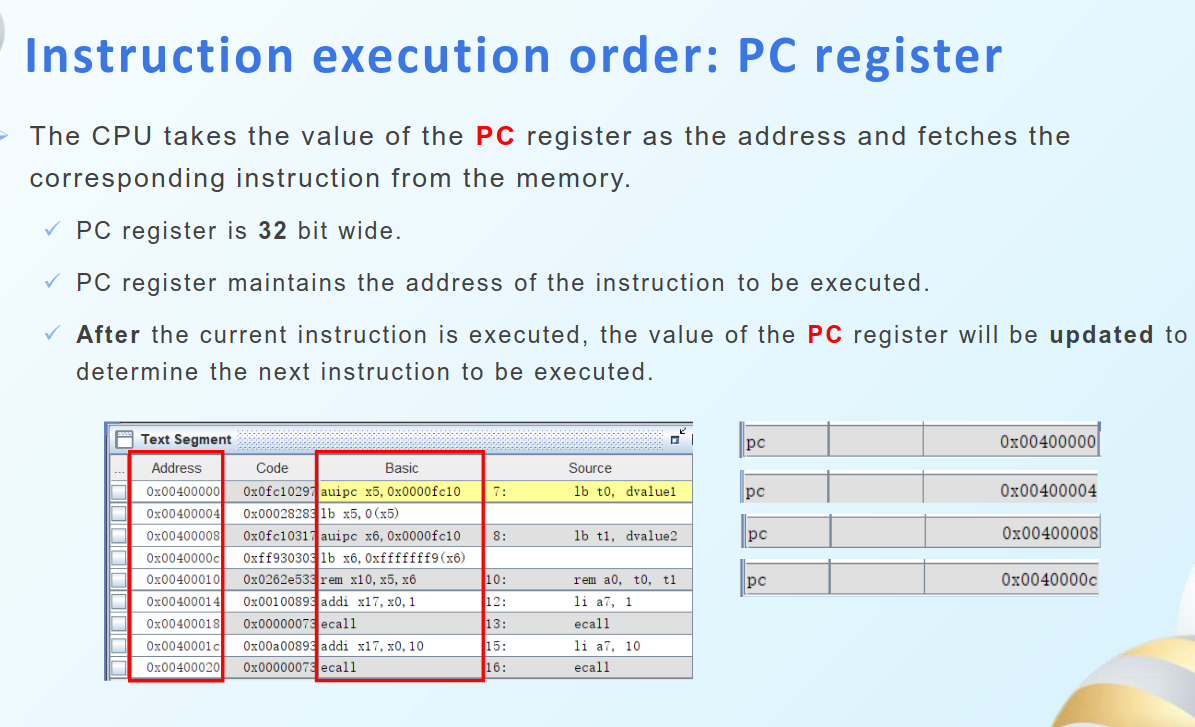 Instruction execution order: PC register
The CPU takes the value of the PC register as the address and fetches the
corresponding instruction from the memory.
✓ PC register is 32 bit wide.
✓ PC register maintains the address of the instruction to be executed.
✓ After the current instruction is executed, the value of the PC register will be updated to
determine the next instruction to be executed.
Text Segment
... Address Code Basic Source
0x00400000 0x0fc10297 auipc x5,0x0000fc10 7: lb t0, dvalue1
0x00400004 0x00028283 lb x5,0(x5)
0x00400008 0x0fc10317 auipc x6,0x0000fc10 8: lb t1, dvalue2
0x0040000c 0xff930303 lb x6,0xfffffff9(x6)
0x00400010 0x0262e533 rem x10,x5,x6 10: rem a0, t0, t1
0x00400014 0x00100893 addi x17,x0,1 12: li a7, 1
0x00400018 0x00000073 ecall 13: ecall
0x0040001c 0x00a00893 addi x17,x0,10 15: li a7, 10
0x00400020 0x00000073 ecall 16: ecall
pc 0x00400000
pc 0x00400004
pc 0x00400008
pc 0x0040000c